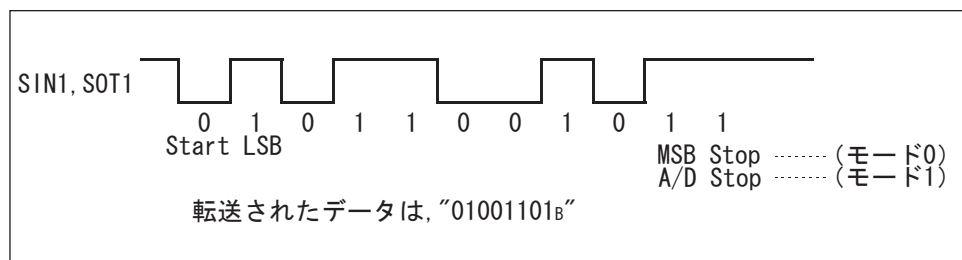 SIN1, SOT1
0 1 0 1 1 0 0 1 0 1 1
Start LSB
MSB Stop ········ (モード0)
A/D Stop ········ (モード1)
転送されたデータは, "01001101B"